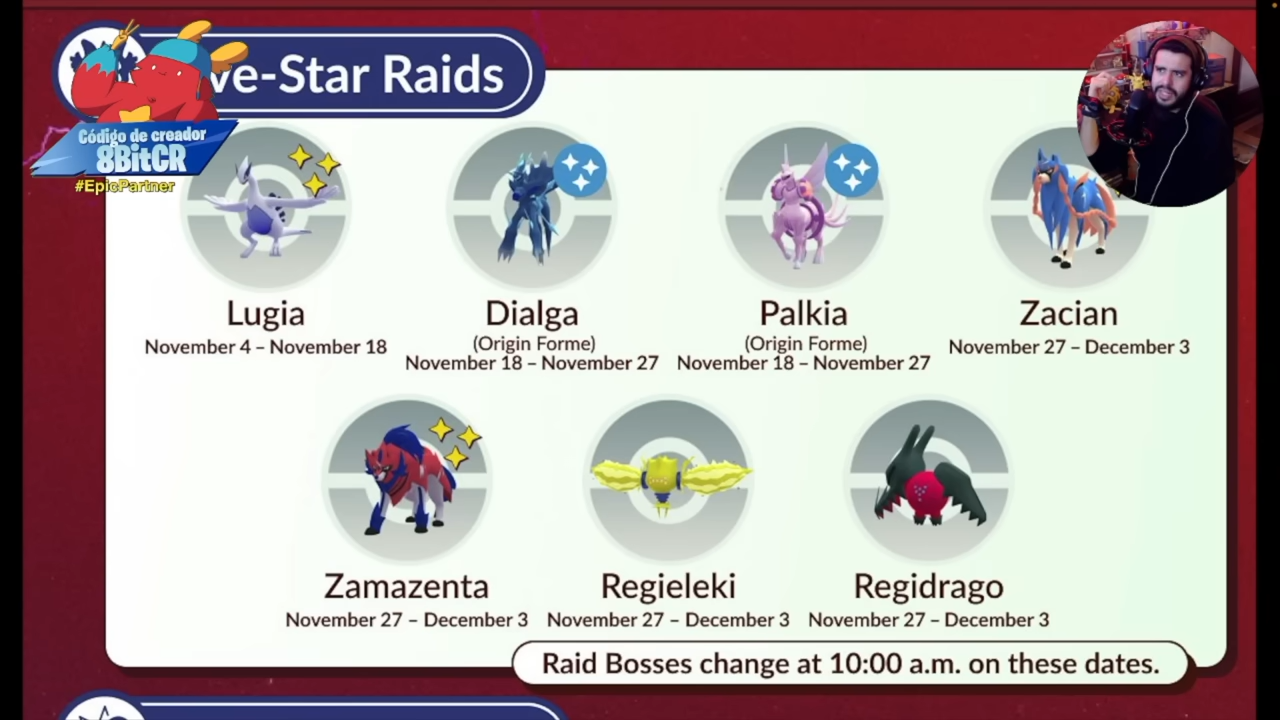 ve-Star Raids
Código de creador
8BitCR
#EpicPartner
Lugia
November 4 – November 18
Dialga
(Origin Forme)
November 18 – November 27
Palkia
(Origin Forme)
November 18 – November 27
Zacian
November 27 – December 3
Zamazenta
November 27 – December 3
Regieleki
November 27 – December 3
Regidrago
November 27 – December 3
Raid Bosses change at 10:00 a.m. on these dates.